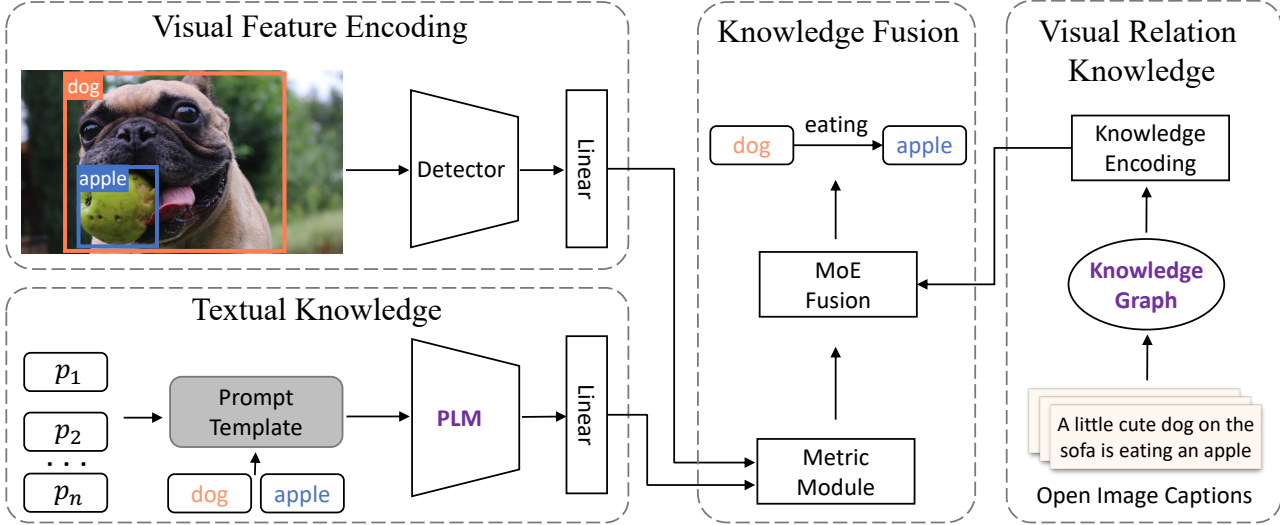 Visual Feature Encoding
dog
apple
Detector
Linear
Textual Knowledge
p₁
p₂
. . .
pₙ
Prompt
Template
dog
apple
PLM
Linear
Knowledge Fusion
dog
eating
apple
MoE
Fusion
Metric
Module
Visual Relation
Knowledge
Knowledge
Encoding
Knowledge
Graph
A little cute dog on the
sofa is eating an apple
Open Image Captions